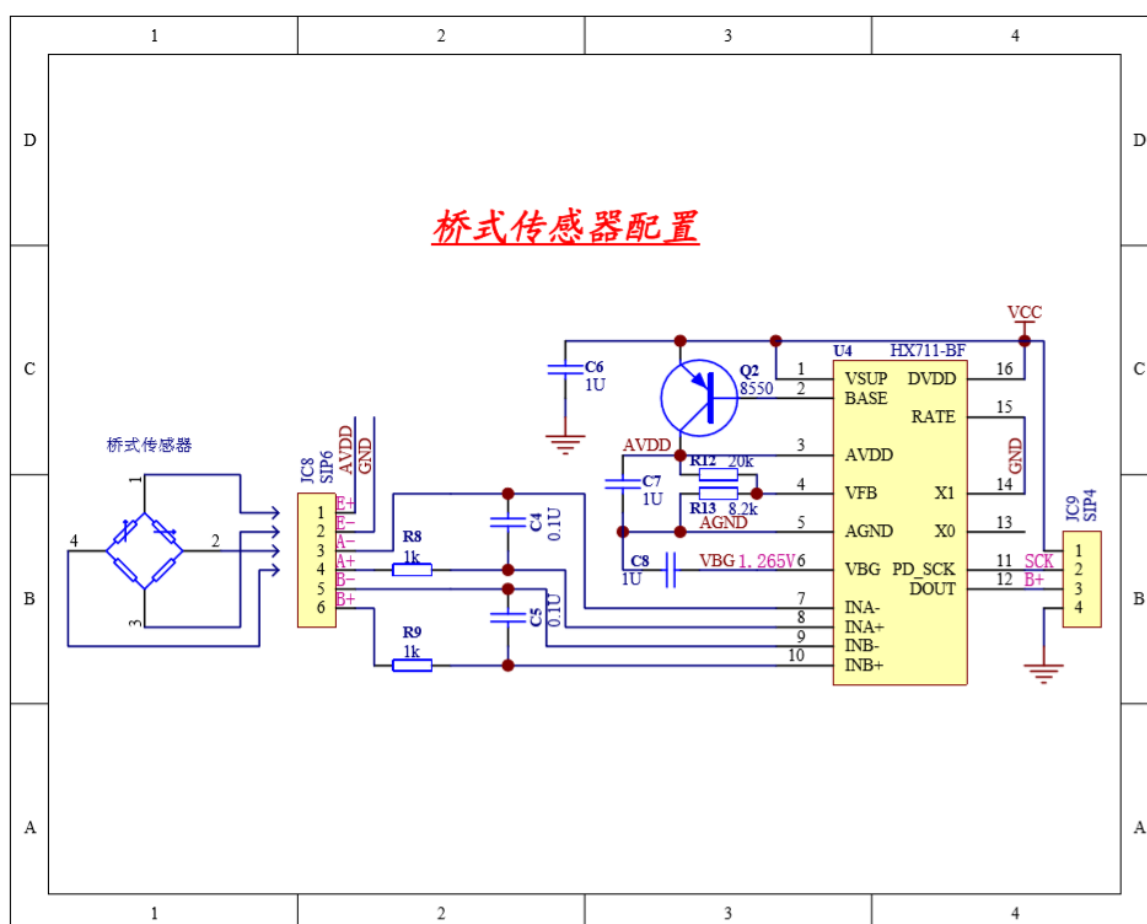 1 2 3 4
D D
桥式传感器配置
VCC
C C
C6
1U
Q2
8550
U4 HX711-BF
1 VSUP DVDD 16
2 BASE
RATE 15
AVDD
3 AVDD
GND
R12 20k
C7
1U
4 VFB X1 14
R13 8.2k
AGND
5 AGND X0 13
C8
1U
VBG 1.265V 6 VBG PD_SCK 11 SCK
DOUT 12 B+
7 INA-
8 INA+
9 INB-
10 INB+
JC9
SIP4
1
2
3
4
桥式传感器
1
4 2
3
JC8
SIP6
AVDD
GND
1 E+
2 E-
3 A-
4 A+
5 B-
6 B+
R8
1k
C4
0.1U
C5
0.1U
R9
1k
B B
A A
1 2 3 4